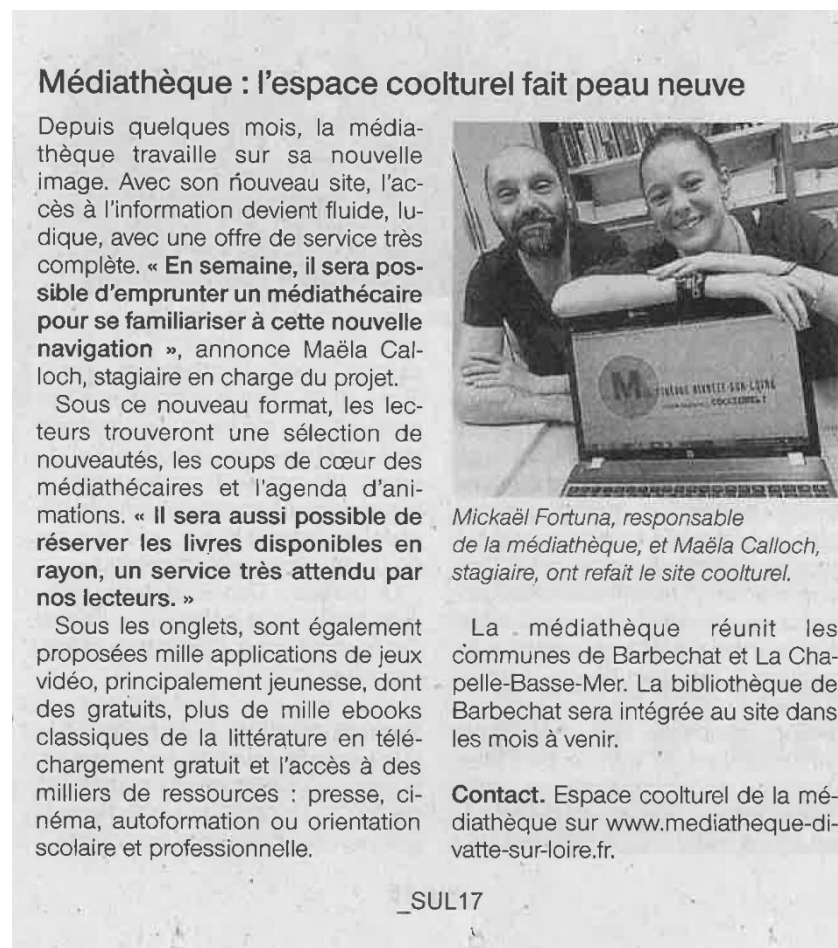 Médiathèque : l'espace coolturel fait peau neuve
Depuis quelques mois, la média-
thèque travaille sur sa nouvelle
image. Avec son nouveau site, l'ac-
cès à l'information devient fluide, lu-
dique, avec une offre de service très
complète. « En semaine, il sera pos-
sible d'emprunter un médiathécaire
pour se familiariser à cette nouvelle
navigation », annonce Maëla Cal-
loch, stagiaire en charge du projet.
Sous ce nouveau format, les lec-
teurs trouveront une sélection de
nouveautés, les coups de cœur des
médiathécaires et l'agenda d'ani-
mations. « Il sera aussi possible de
réserver les livres disponibles en
rayon, un service très attendu par
nos lecteurs. »
Sous les onglets, sont également
proposées mille applications de jeux
vidéo, principalement jeunesse, dont
des gratuits, plus de mille ebooks
classiques de la littérature en télé-
chargement gratuit et l'accès à des
milliers de ressources : presse, ci-
néma, autoformation ou orientation
scolaire et professionnelle.
M
THÈQUE DIVATTE-SUR-LOIRE
COOLTUREL !
Mickaël Fortuna, responsable
de la médiathèque, et Maëla Calloch,
stagiaire, ont refait le site coolturel.
La médiathèque réunit les
communes de Barbechat et La Cha-
pelle-Basse-Mer. La bibliothèque de
Barbechat sera intégrée au site dans
les mois à venir.
Contact. Espace coolturel de la mé-
diathèque sur www.mediatheque-di-
vatte-sur-loire.fr.
_SUL17